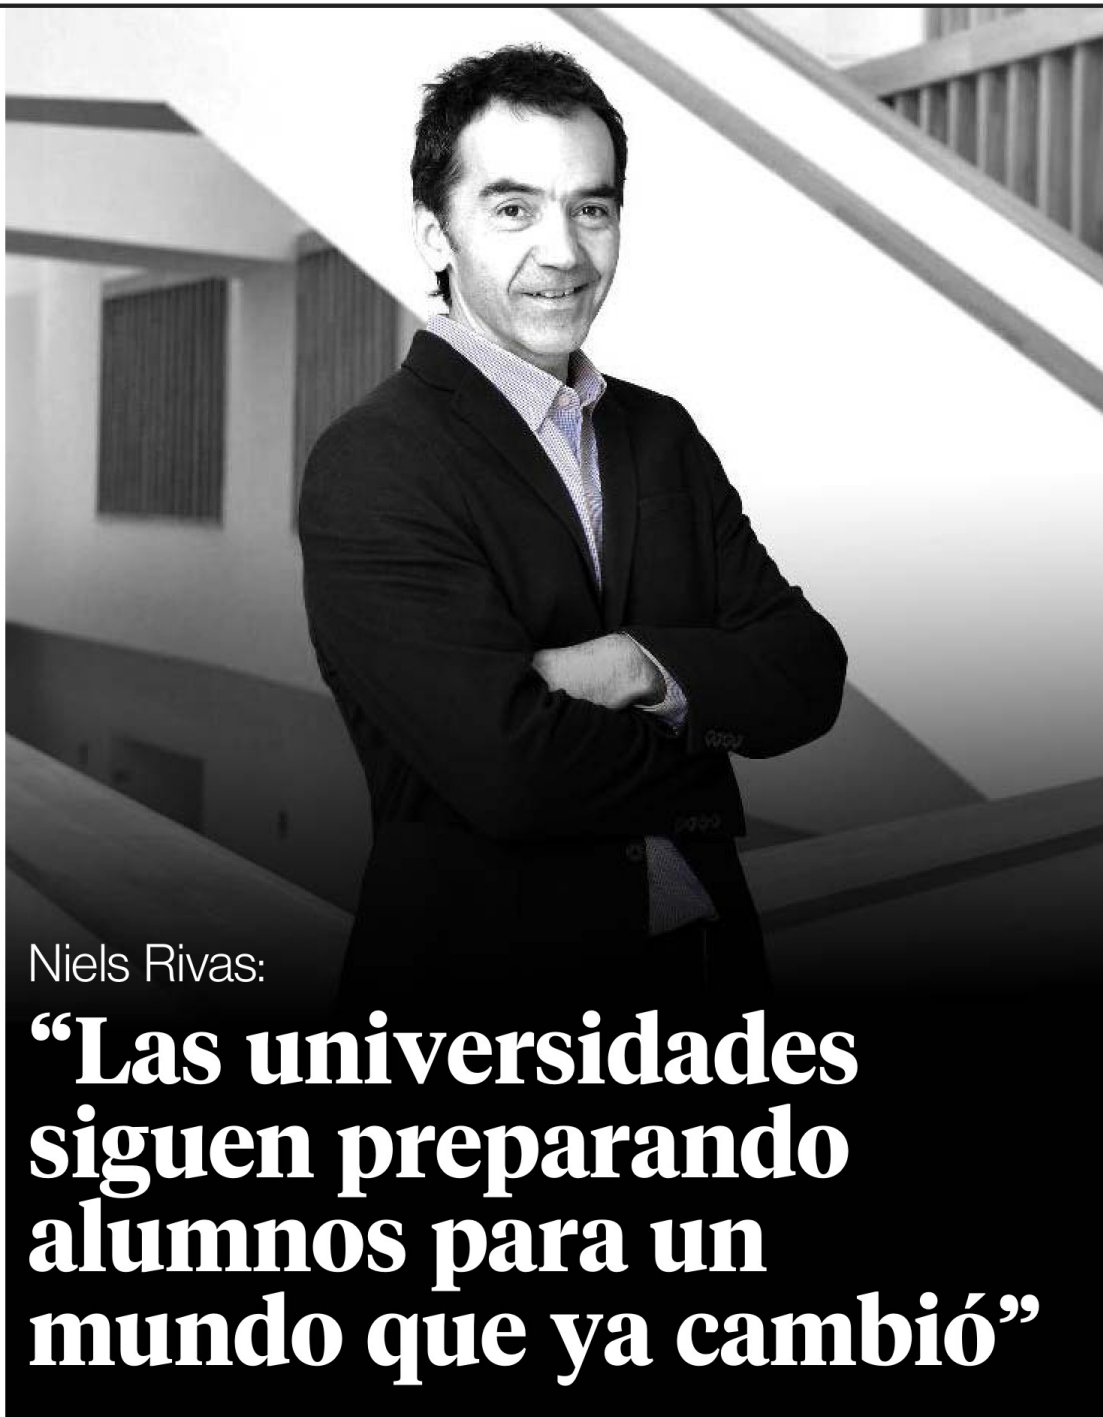 Niels Rivas:
“Las universidades
siguen preparando
alumnos para un
mundo que ya cambió”